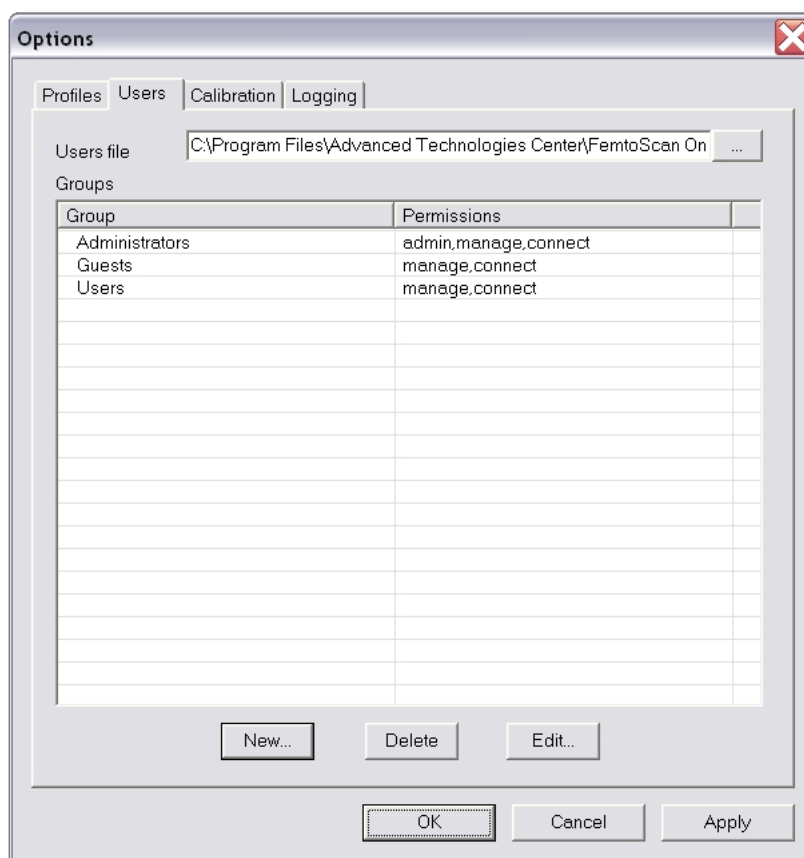 Options
Profiles Users Calibration Logging
Users file C:\Program Files\Advanced Technologies Center\FemtoScan On ...
Groups
Group Permissions
Administrators admin,manage,connect
Guests manage,connect
Users manage,connect
New... Delete Edit...
OK Cancel Apply